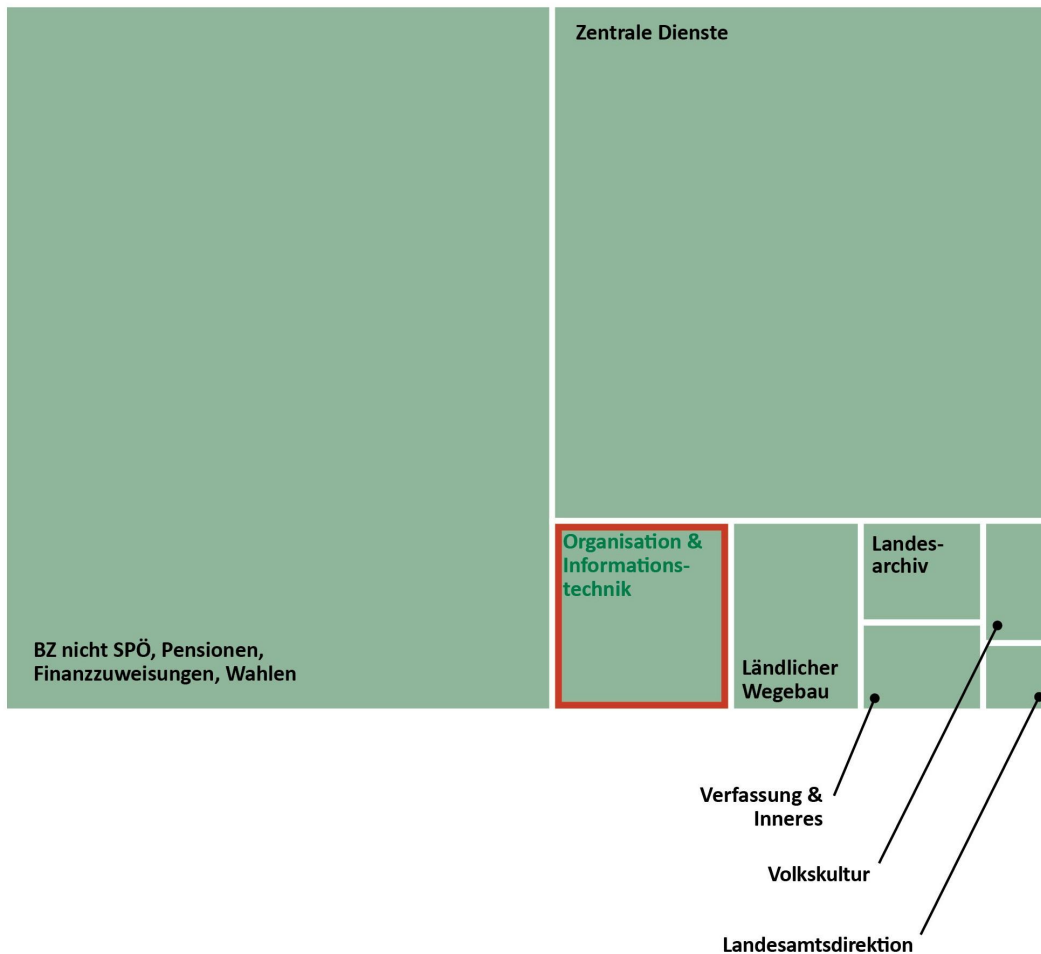 Zentrale Dienste
BZ nicht SPÖ, Pensionen,
Finanzzuweisungen, Wahlen
Organisation &
Informations-
technik
Ländlicher
Wegebau
Landes-
archiv
Verfassung &
Inneres
Volkskultur
Landesamtsdirektion